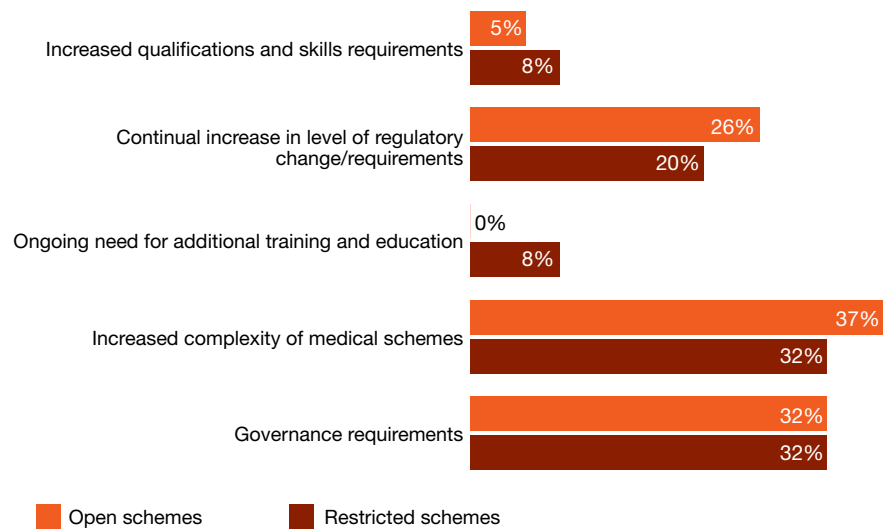 Increased qualifications and skills requirements
5%
8%
Continual increase in level of regulatory
change/requirements
26%
20%
Ongoing need for additional training and education
0%
8%
Increased complexity of medical schemes
37%
32%
Governance requirements
32%
32%
Open schemes
Restricted schemes